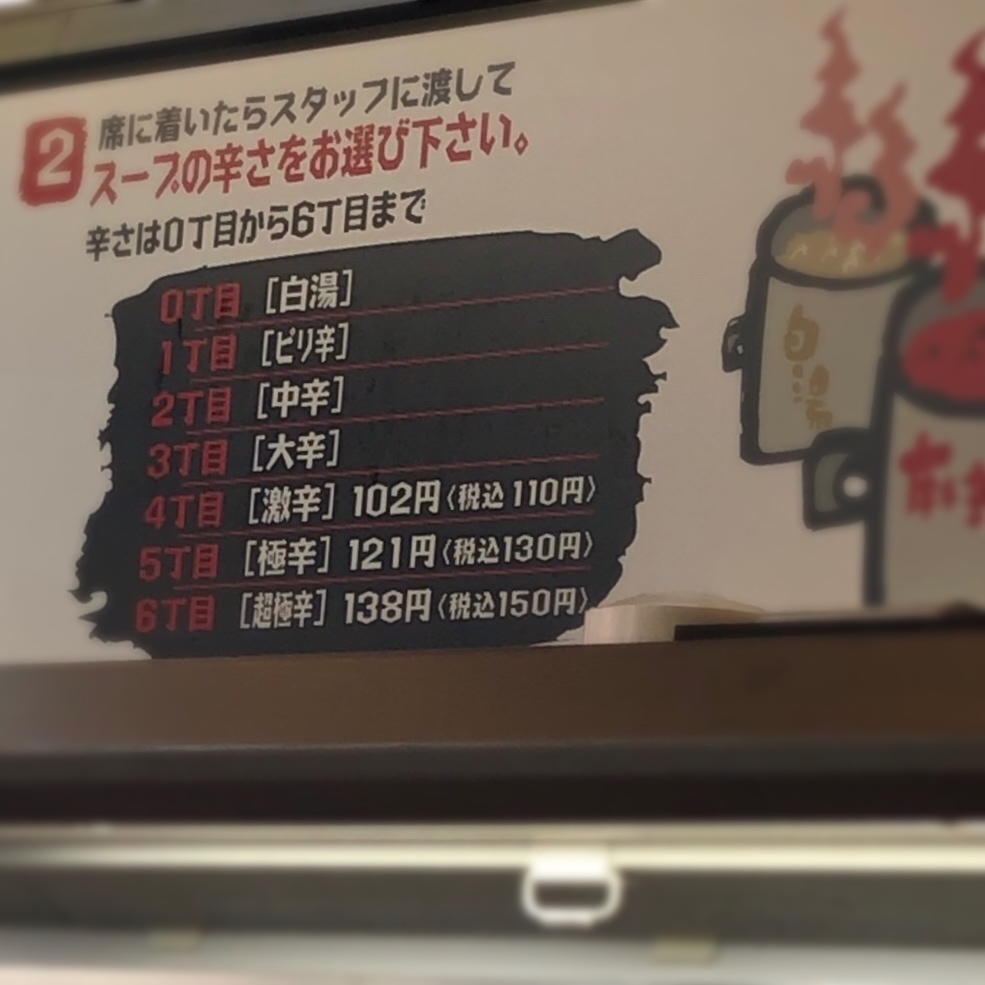 2
席に着いたらスタッフに渡して
スープの辛さをお選び下さい。
辛さは0丁目から6丁目まで
0丁目 [白湯]
1丁目 [ピリ辛]
2丁目 [中辛]
3丁目 [大辛]
4丁目 [激辛] 102円〈税込110円〉
5丁目 [極辛] 121円〈税込130円〉
6丁目 [超極辛] 138円〈税込150円〉
白湯